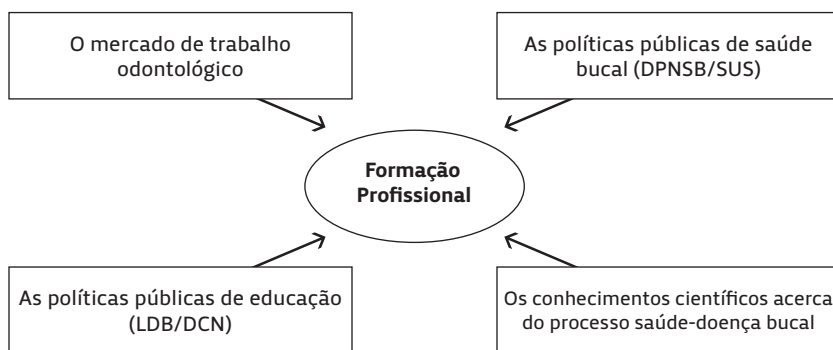 O mercado de trabalho
odontológico
As políticas públicas de saúde
bucal (DPNSB/SUS)
Formação
Profissional
As políticas públicas de educação
(LDB/DCN)
Os conhecimentos científicos acerca
do processo saúde-doença bucal